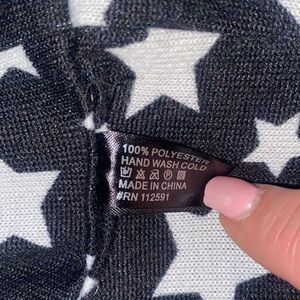 100% POLYESTER
HAND WASH COLD
MADE IN CHINA
#RN 112591